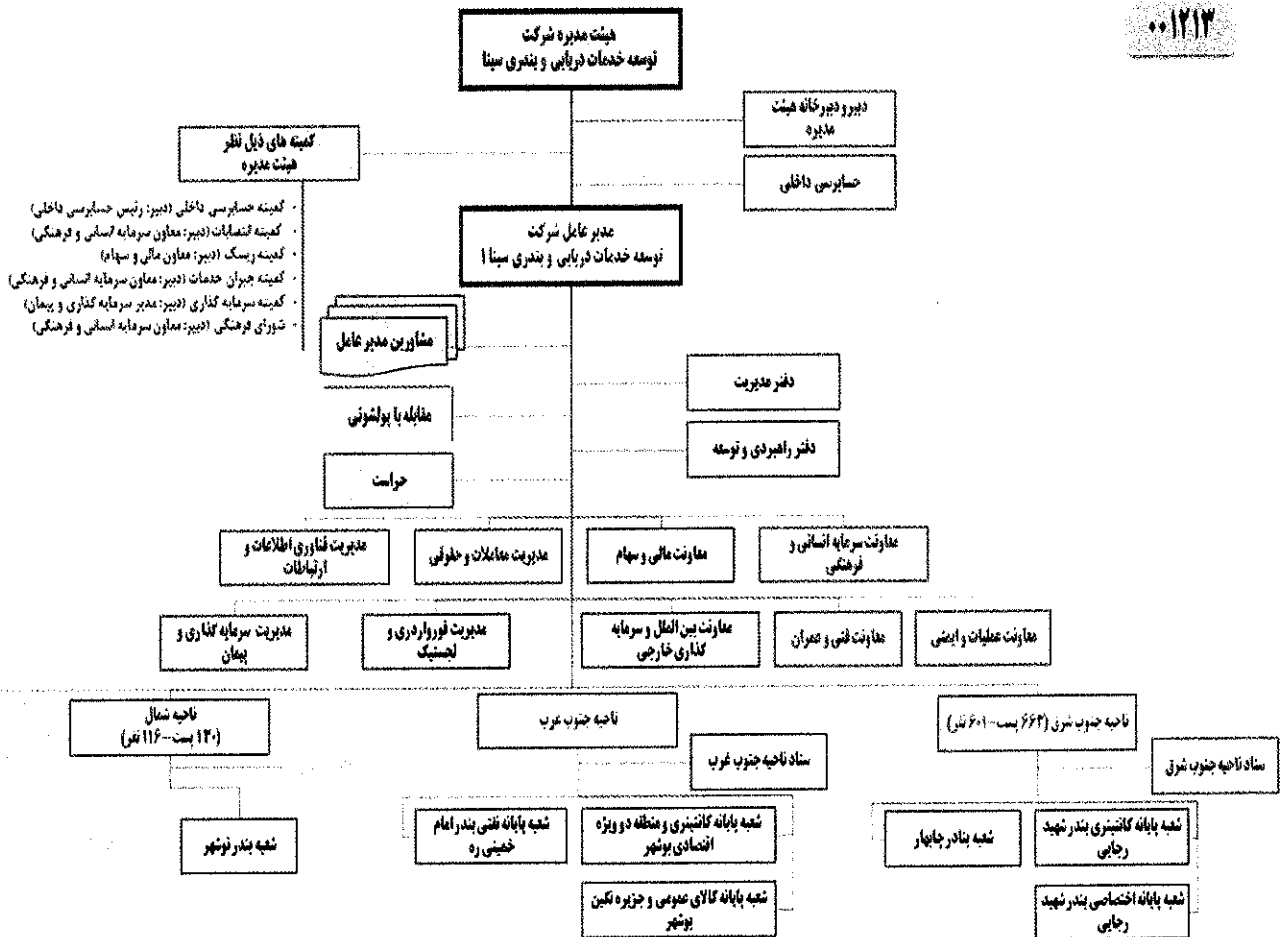 ۰۰۱۲۱۳
هیئت مدیره شرکت
توسعه خدمات دریایی و بندری سینا
دبیر و دبیرخانه هیئت
مدیره
کمیته های ذیل نظر
هیئت مدیره
حسابرسی داخلی
· کمیته حسابرسی داخلی (دبیر: رئیس حسابرسی داخلی)
· کمیته انتصابات (دبیر: معاون سرمایه انسانی و فرهنگی)
· کمیته ریسک (دبیر: معاون مالی و سهام)
· کمیته جبران خدمات (دبیر: معاون سرمایه انسانی و فرهنگی)
· کمیته سرمایه گذاری (دبیر: مدیر سرمایه گذاری و پیمان)
· شورای فرهنگی (دبیر: معاون سرمایه انسانی و فرهنگی)
مدیر عامل شرکت
توسعه خدمات دریایی و بندری سینا ا
مشاورین مدیر عامل
دفتر مدیریت
مقابله با پولشوئی
دفتر راهبردی و توسعه
حراست
معاونت سرمایه انسانی و
فرهنگی
معاونت مالی و سهام
مدیریت معاملات و حقوقی
مدیریت فناوری اطلاعات و
ارتباطات
معاونت عملیات و ایمنی
معاونت فنی و عمران
معاونت بین الملل و سرمایه
گذاری خارجی
مدیریت فورواردری و
لجستیک
مدیریت سرمایه گذاری و
پیمان
ناحیه جنوب شرق (۶۶۲ پست--۶۰۱ نفر)
ناحیه جنوب غرب
ناحیه شمال
(۱۲۰ پست--۱۱۶ نفر)
ستاد ناحیه جنوب شرق
ستاد ناحیه جنوب غرب
شعبه پایانه کانتینری بندر شهید
رجایی
شعبه بنادر چابهار
شعبه پایانه کانتینری و منطقه دو ویژه
اقتصادی بوشهر
شعبه پایانه نفتی بندر امام
خمینی ره
شعبه بندر نوشهر
شعبه پایانه اختصاصی بندر شهید
رجایی
شعبه پایانه کالای عمومی و جزیره نگین
بوشهر